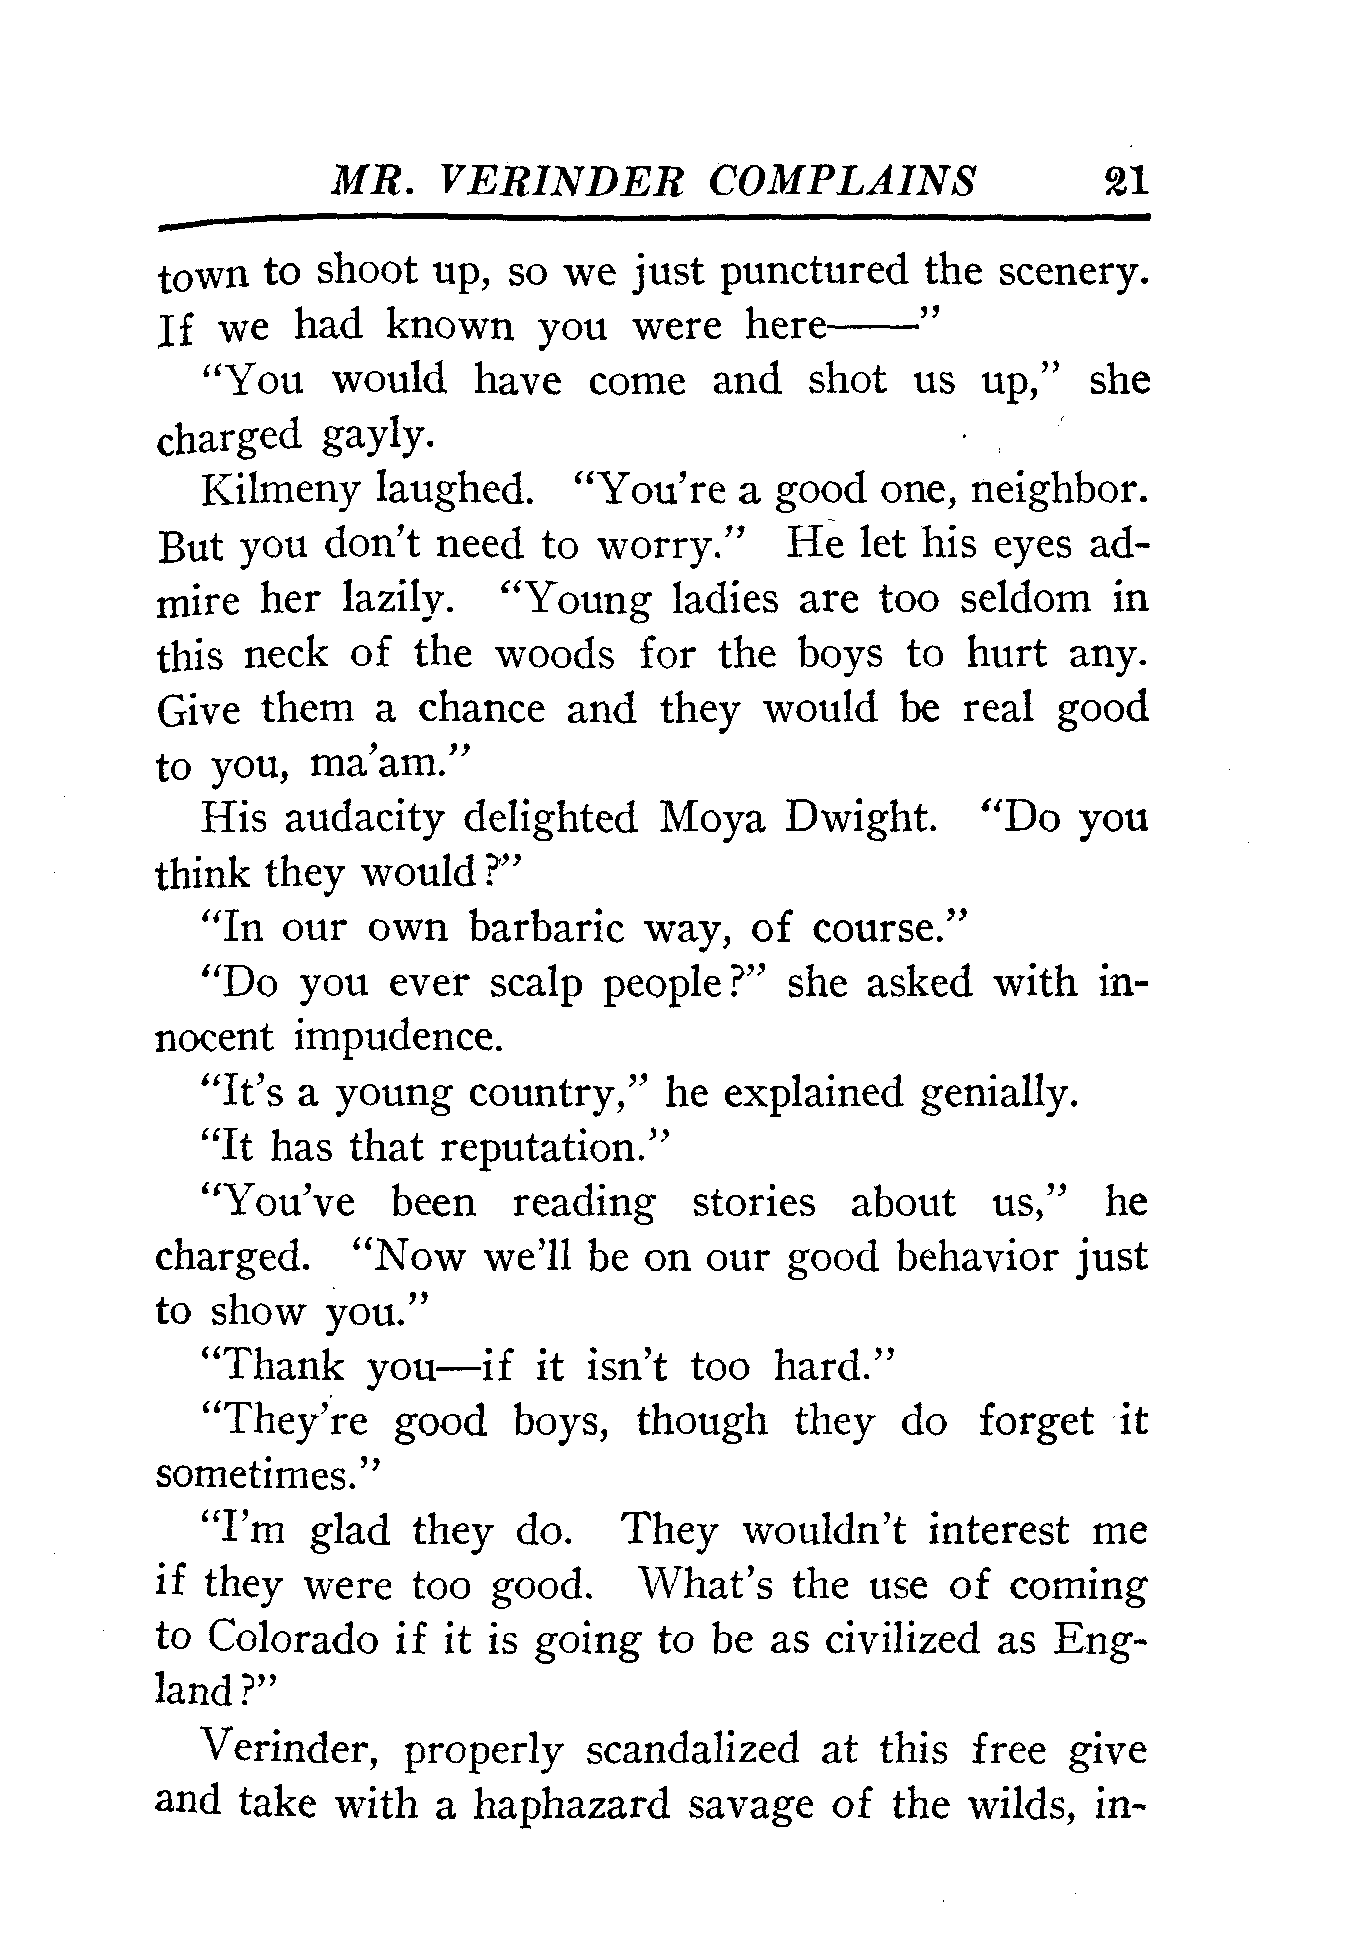 MR. VERINDER COMPLAINS 21
town to shoot up, so we just punctured the scenery.
If we had known you were here——"
"You would have come and shot us up," she
charged gayly.
Kilmeny laughed. "You're a good one, neighbor.
But you don't need to worry." He let his eyes ad-
mire her lazily. "Young ladies are too seldom in
this neck of the woods for the boys to hurt any.
Give them a chance and they would be real good
to you, ma'am."
His audacity delighted Moya Dwight. "Do you
think they would?"
"In our own barbaric way, of course."
"Do you ever scalp people?" she asked with in-
nocent impudence.
"It's a young country," he explained genially.
"It has that reputation."
"You've been reading stories about us," he
charged. "Now we'll be on our good behavior just
to show you."
"Thank you—if it isn't too hard."
"They're good boys, though they do forget it
sometimes."
"I'm glad they do. They wouldn't interest me
if they were too good. What's the use of coming
to Colorado if it is going to be as civilized as Eng-
land?"
Verinder, properly scandalized at this free give
and take with a haphazard savage of the wilds, in-